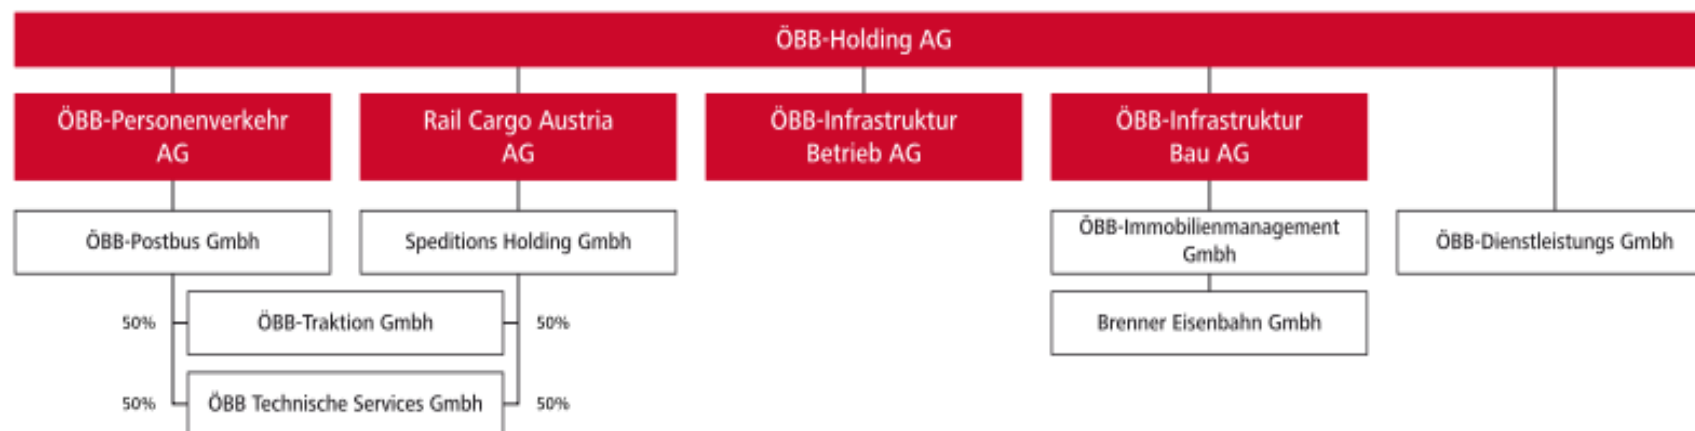 ÖBB-Holding AG
ÖBB-Personenverkehr
AG
Rail Cargo Austria
AG
ÖBB-Infrastruktur
Betrieb AG
ÖBB-Infrastruktur
Bau AG
ÖBB-Postbus Gmbh
Speditions Holding Gmbh
ÖBB-Immobilienmanagement
Gmbh
ÖBB-Dienstleistungs Gmbh
50%
ÖBB-Traktion Gmbh
50%
Brenner Eisenbahn Gmbh
50%
ÖBB Technische Services Gmbh
50%